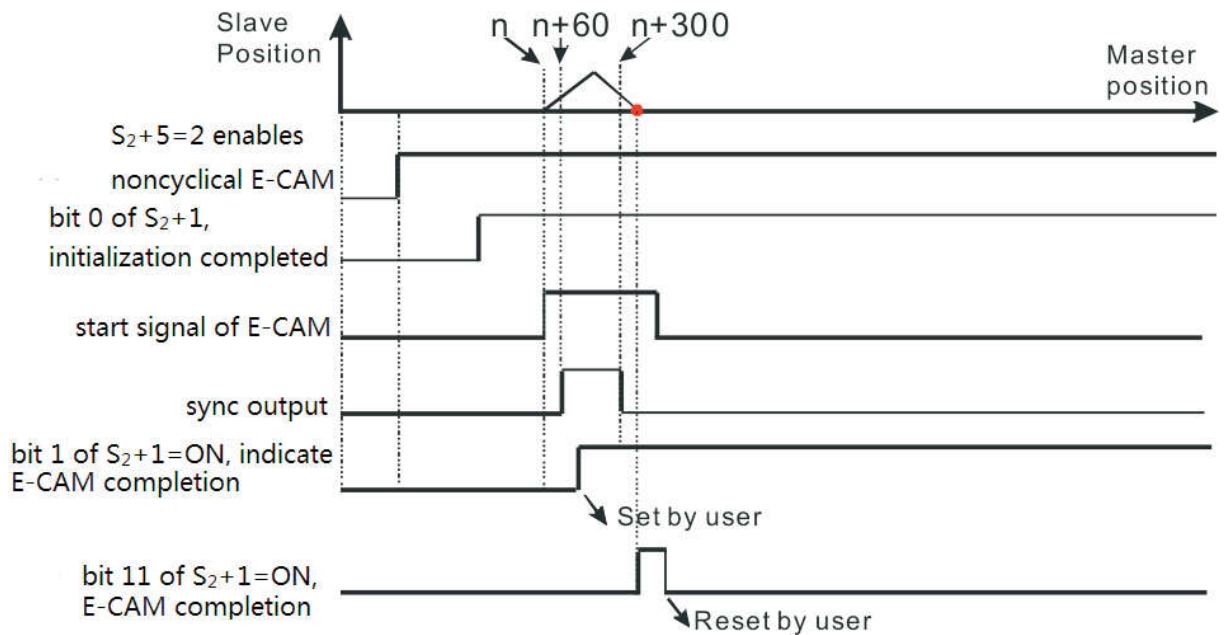 Slave
Position
n n+60 n+300
Master
position
S₂+5=2 enables
noncyclical E-CAM
bit 0 of S₂+1,
initialization completed
start signal of E-CAM
sync output
bit 1 of S₂+1=ON, indicate
E-CAM completion
Set by user
bit 11 of S₂+1=ON,
E-CAM completion
Reset by user